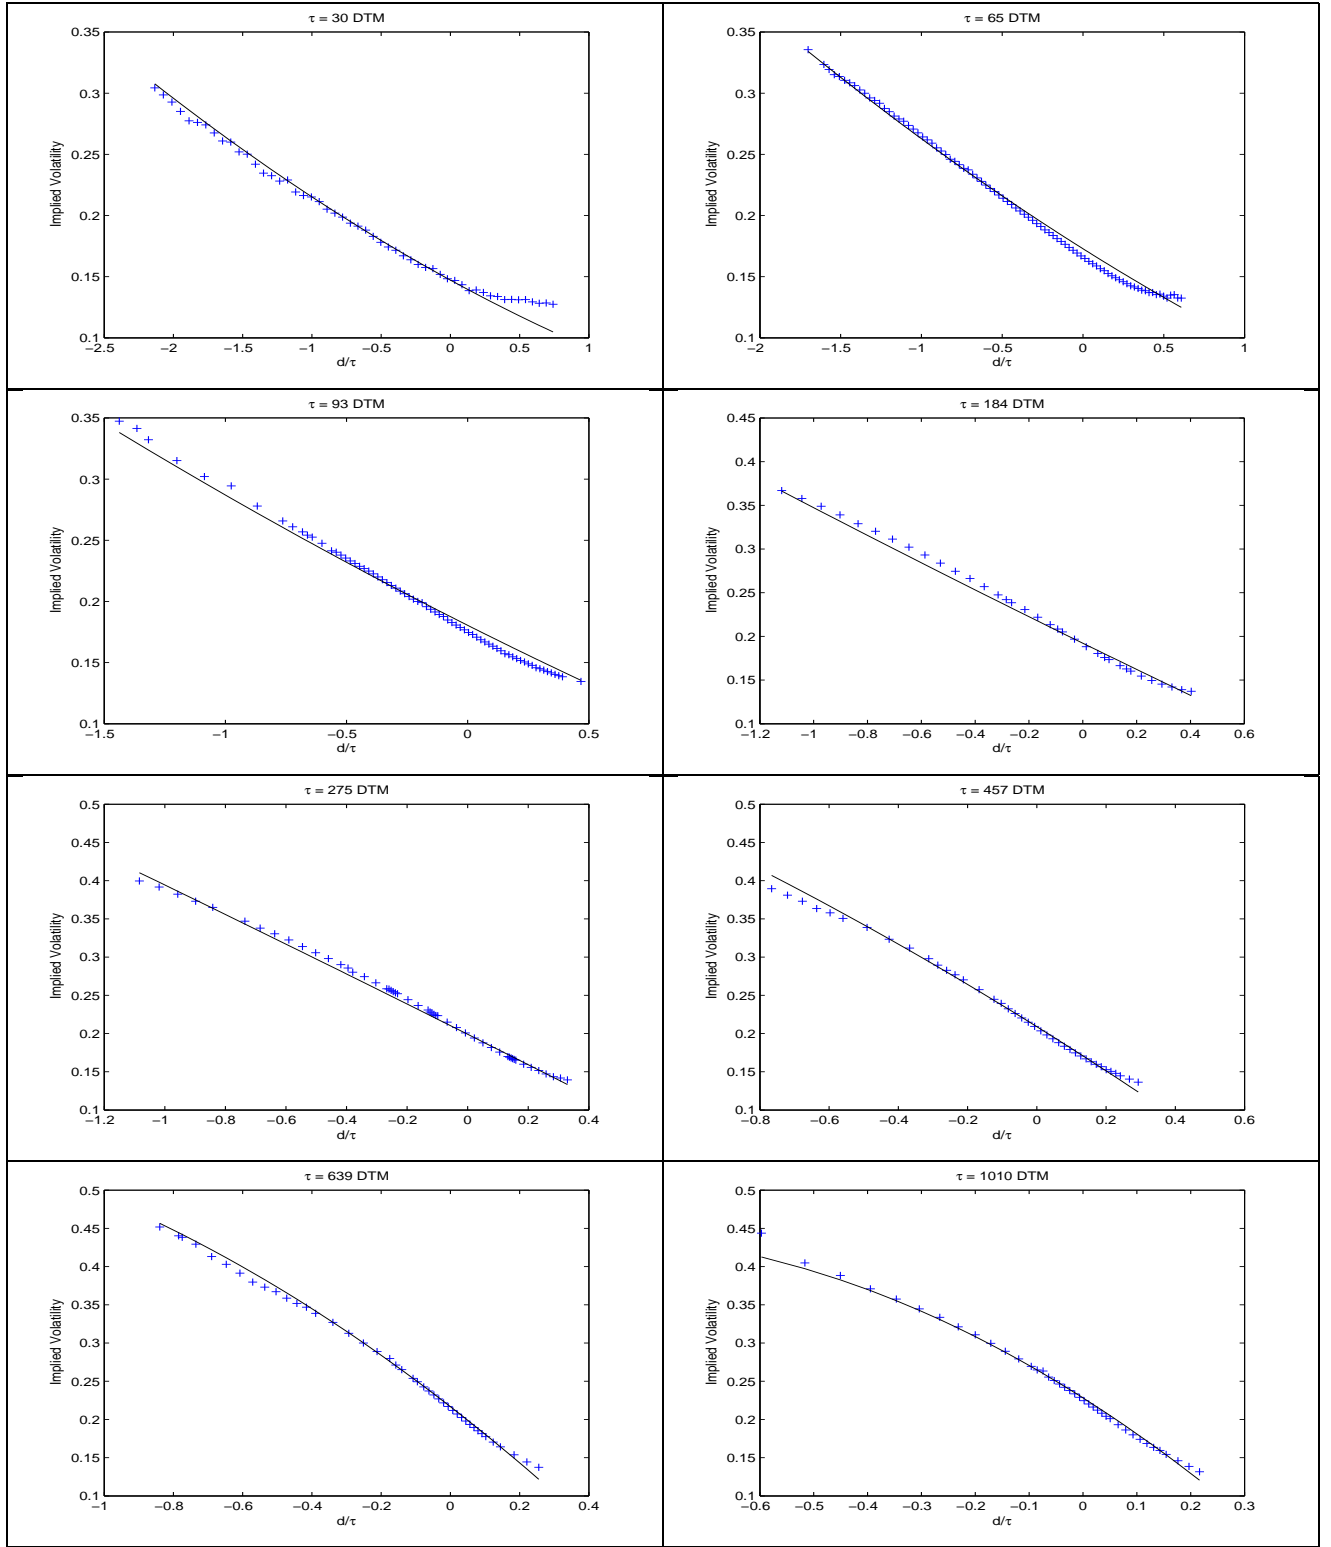 τ = 30 DTM
0.35
0.3
0.25
0.2
0.15
0.1
Implied Volatility
−2.5 −2 −1.5 −1 −0.5 0 0.5 1
d/τ
τ = 65 DTM
0.35
0.3
0.25
0.2
0.15
0.1
Implied Volatility
−2 −1.5 −1 −0.5 0 0.5 1
d/τ
τ = 93 DTM
0.35
0.3
0.25
0.2
0.15
0.1
Implied Volatility
−1.5 −1 −0.5 0 0.5
d/τ
τ = 184 DTM
0.45
0.4
0.35
0.3
0.25
0.2
0.15
0.1
Implied Volatility
−1.2 −1 −0.8 −0.6 −0.4 −0.2 0 0.2 0.4 0.6
d/τ
τ = 275 DTM
0.5
0.45
0.4
0.35
0.3
0.25
0.2
0.15
0.1
Implied Volatility
−1.2 −1 −0.8 −0.6 −0.4 −0.2 0 0.2 0.4
d/τ
τ = 457 DTM
0.5
0.45
0.4
0.35
0.3
0.25
0.2
0.15
0.1
Implied Volatility
−0.8 −0.6 −0.4 −0.2 0 0.2 0.4 0.6
d/τ
τ = 639 DTM
0.5
0.45
0.4
0.35
0.3
0.25
0.2
0.15
0.1
Implied Volatility
−1 −0.8 −0.6 −0.4 −0.2 0 0.2 0.4
d/τ
τ = 1010 DTM
0.5
0.45
0.4
0.35
0.3
0.25
0.2
0.15
0.1
Implied Volatility
−0.6 −0.5 −0.4 −0.3 −0.2 −0.1 0 0.1 0.2 0.3
d/τ